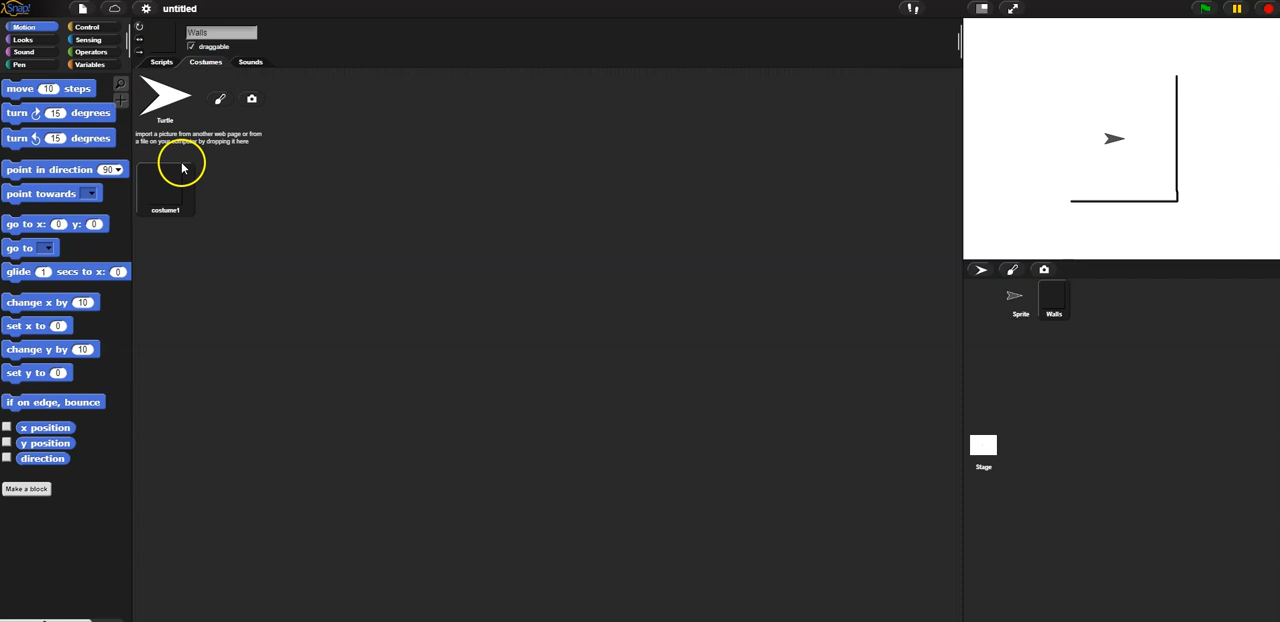 Snap!
untitled
Motion
Control
Looks
Sensing
Sound
Operators
Pen
Variables
Walls
draggable
Scripts
Costumes
Sounds
move 10 steps
turn 15 degrees
turn 15 degrees
point in direction 90
point towards
go to x: 0 y: 0
go to
glide 1 secs to x: 0
change x by 10
set x to 0
change y by 10
set y to 0
if on edge, bounce
x position
y position
direction
Make a block
Turtle
import a picture from another web page or from
a file on your computer by dropping it here
costume1
Sprite
Walls
Stage